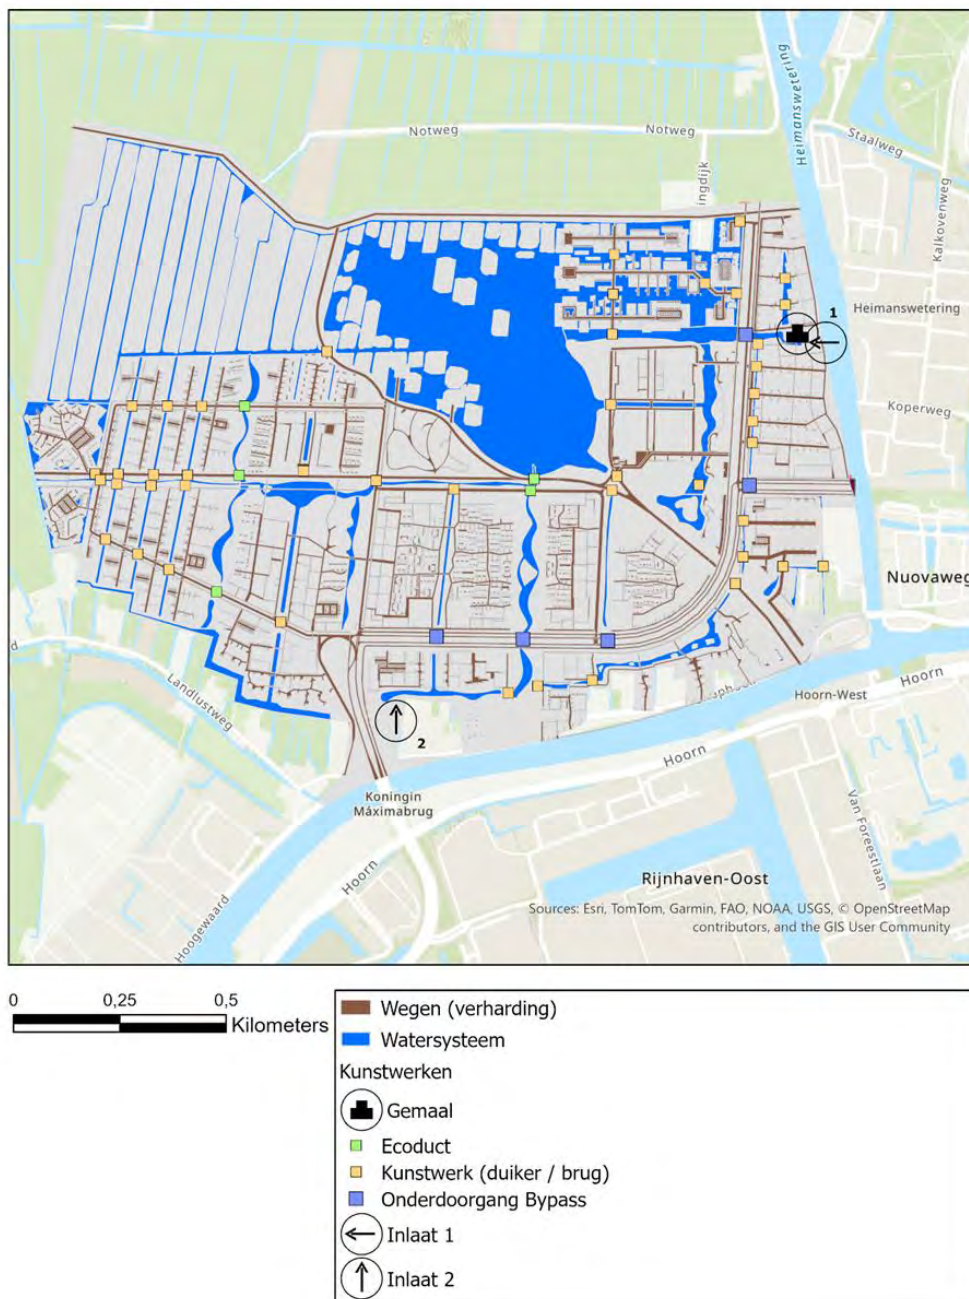 Heimanswetering
Notweg
Notweg
Staalweg
ingdijk
Kalkovenweg
1
Heimanswetering
Koperweg
Nuovaweg
d
Landlustweg
Hoorn-West
Hoorn
2
Hoorn
Koningin
Máximabrug
Van Foreestlaan
Hoorn
Rijnhaven-Oost
Hoogewaard
Sources: Esri, TomTom, Garmin, FAO, NOAA, USGS, © OpenStreetMap
contributors, and the GIS User Community
0 0,25 0,5
Kilometers
Wegen (verharding)
Watersysteem
Kunstwerken
Gemaal
Ecoduct
Kunstwerk (duiker / brug)
Onderdoorgang Bypass
Inlaat 1
Inlaat 2